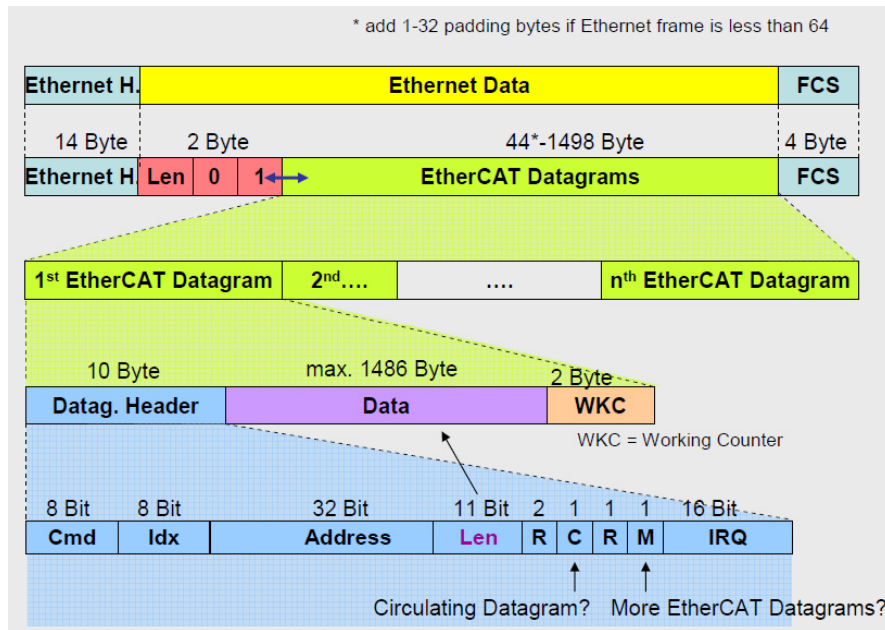 * add 1-32 padding bytes if Ethernet frame is less than 64
Ethernet H. Ethernet Data FCS
14 Byte 2 Byte 44*-1498 Byte 4 Byte
Ethernet H. Len 0 1 EtherCAT Datagrams FCS
1st EtherCAT Datagram 2nd.... .... nth EtherCAT Datagram
10 Byte max. 1486 Byte 2 Byte
Datag. Header Data WKC
WKC = Working Counter
8 Bit 8 Bit 32 Bit 11 Bit 2 1 1 1 16 Bit
Cmd Idx Address Len R C R M IRQ
Circulating Datagram? More EtherCAT Datagrams?